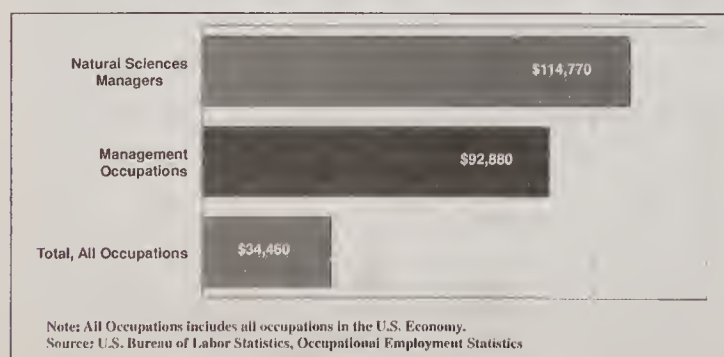 Natural Sciences
Managers
$114,770
Management
Occupations
$92,880
Total, All Occupations
$34,460
Note: All Occupations includes all occupations in the U.S. Economy.
Source: U.S. Bureau of Labor Statistics, Occupational Employment Statistics